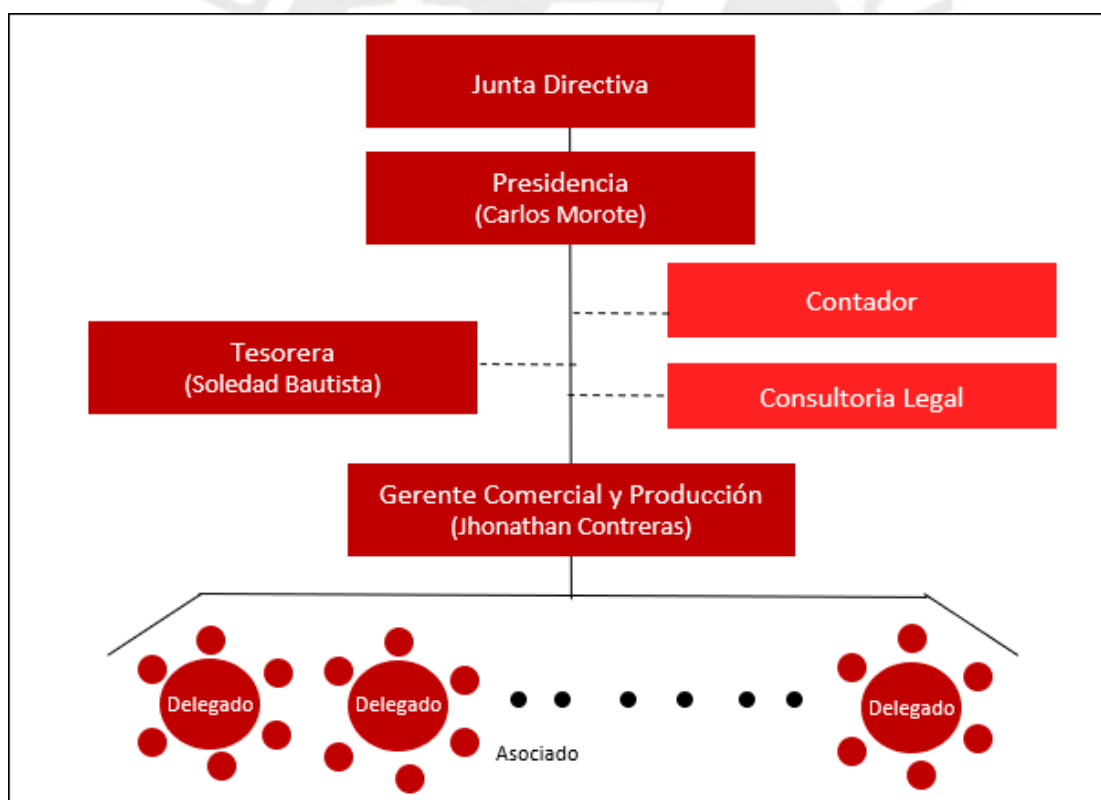 Junta Directiva
Presidencia
(Carlos Morote)
Contador
Tesorera
(Soledad Bautista)
Consultoria Legal
Gerente Comercial y Producción
(Jhonathan Contreras)
Delegado
Delegado
Delegado
Asociado